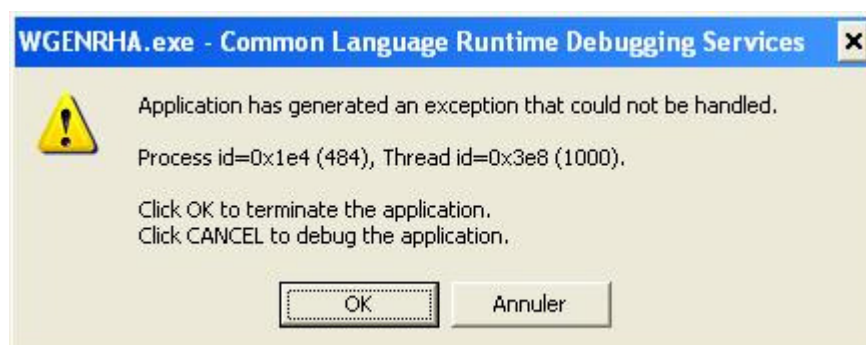 WGENRHA.exe - Common Language Runtime Debugging Services
Application has generated an exception that could not be handled.
Process id=0x1e4 (484), Thread id=0x3e8 (1000).
Click OK to terminate the application.
Click CANCEL to debug the application.
OK
Annuler